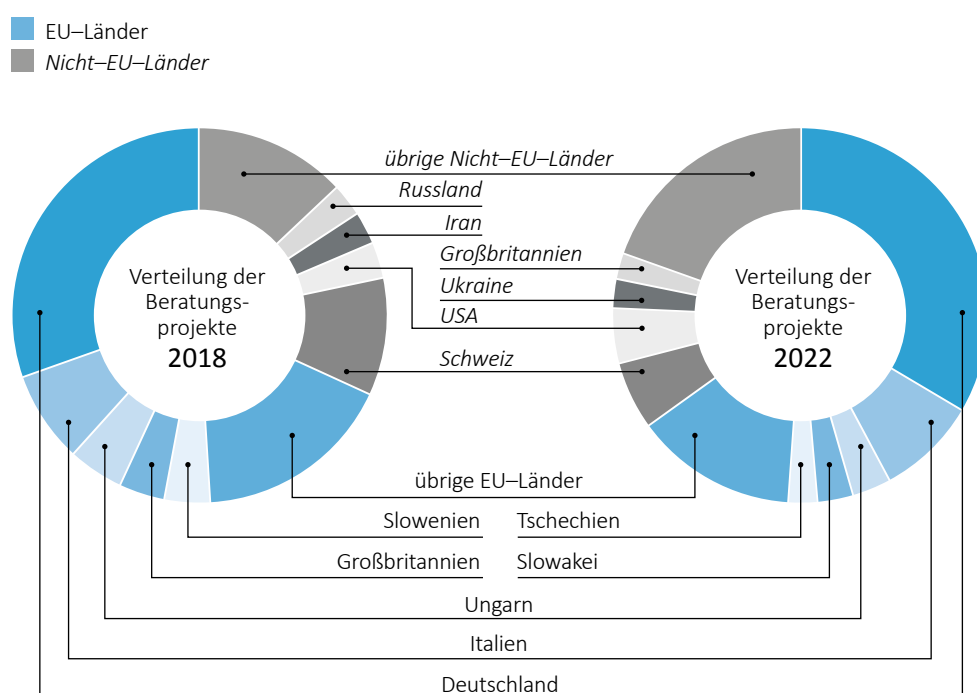 EU–Länder
Nicht–EU–Länder
übrige Nicht–EU–Länder
Russland
Iran
Großbritannien
Ukraine
USA
Schweiz
Verteilung der
Beratungs-
projekte
2018
Verteilung der
Beratungs-
projekte
2022
übrige EU–Länder
Slowenien
Tschechien
Großbritannien
Slowakei
Ungarn
Italien
Deutschland